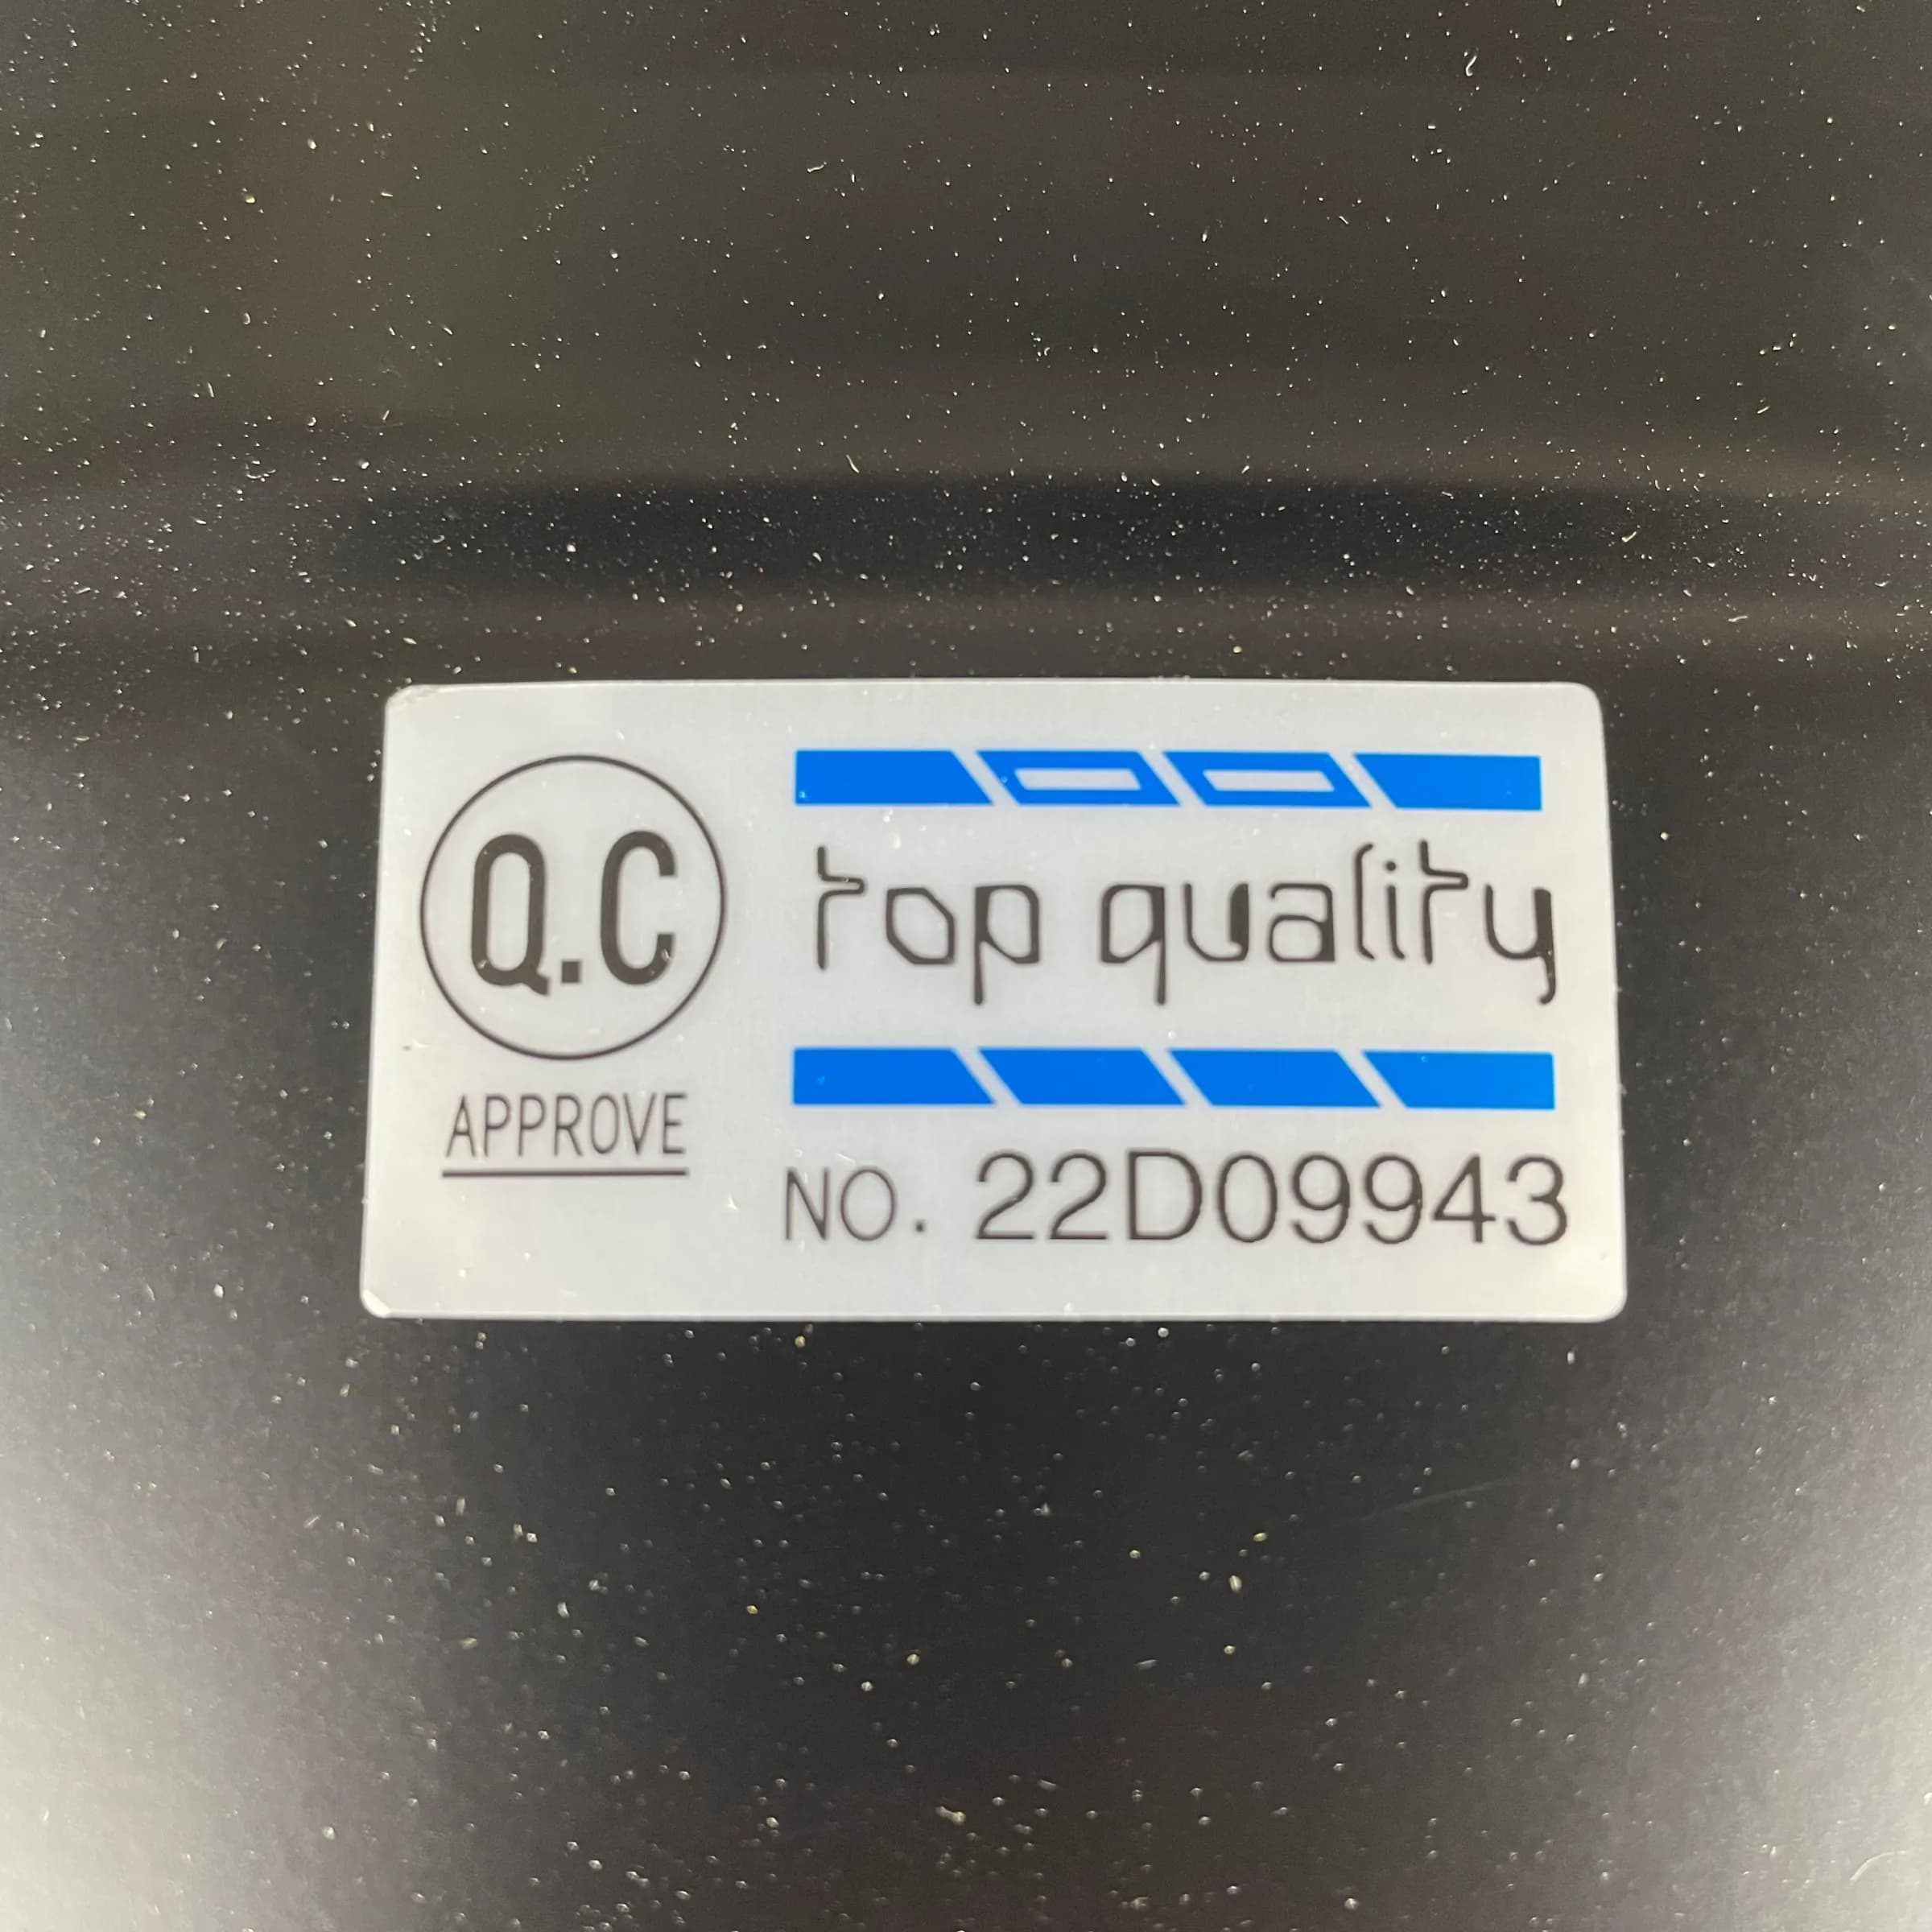 Q.C
APPROVE
top quality
NO. 22D09943